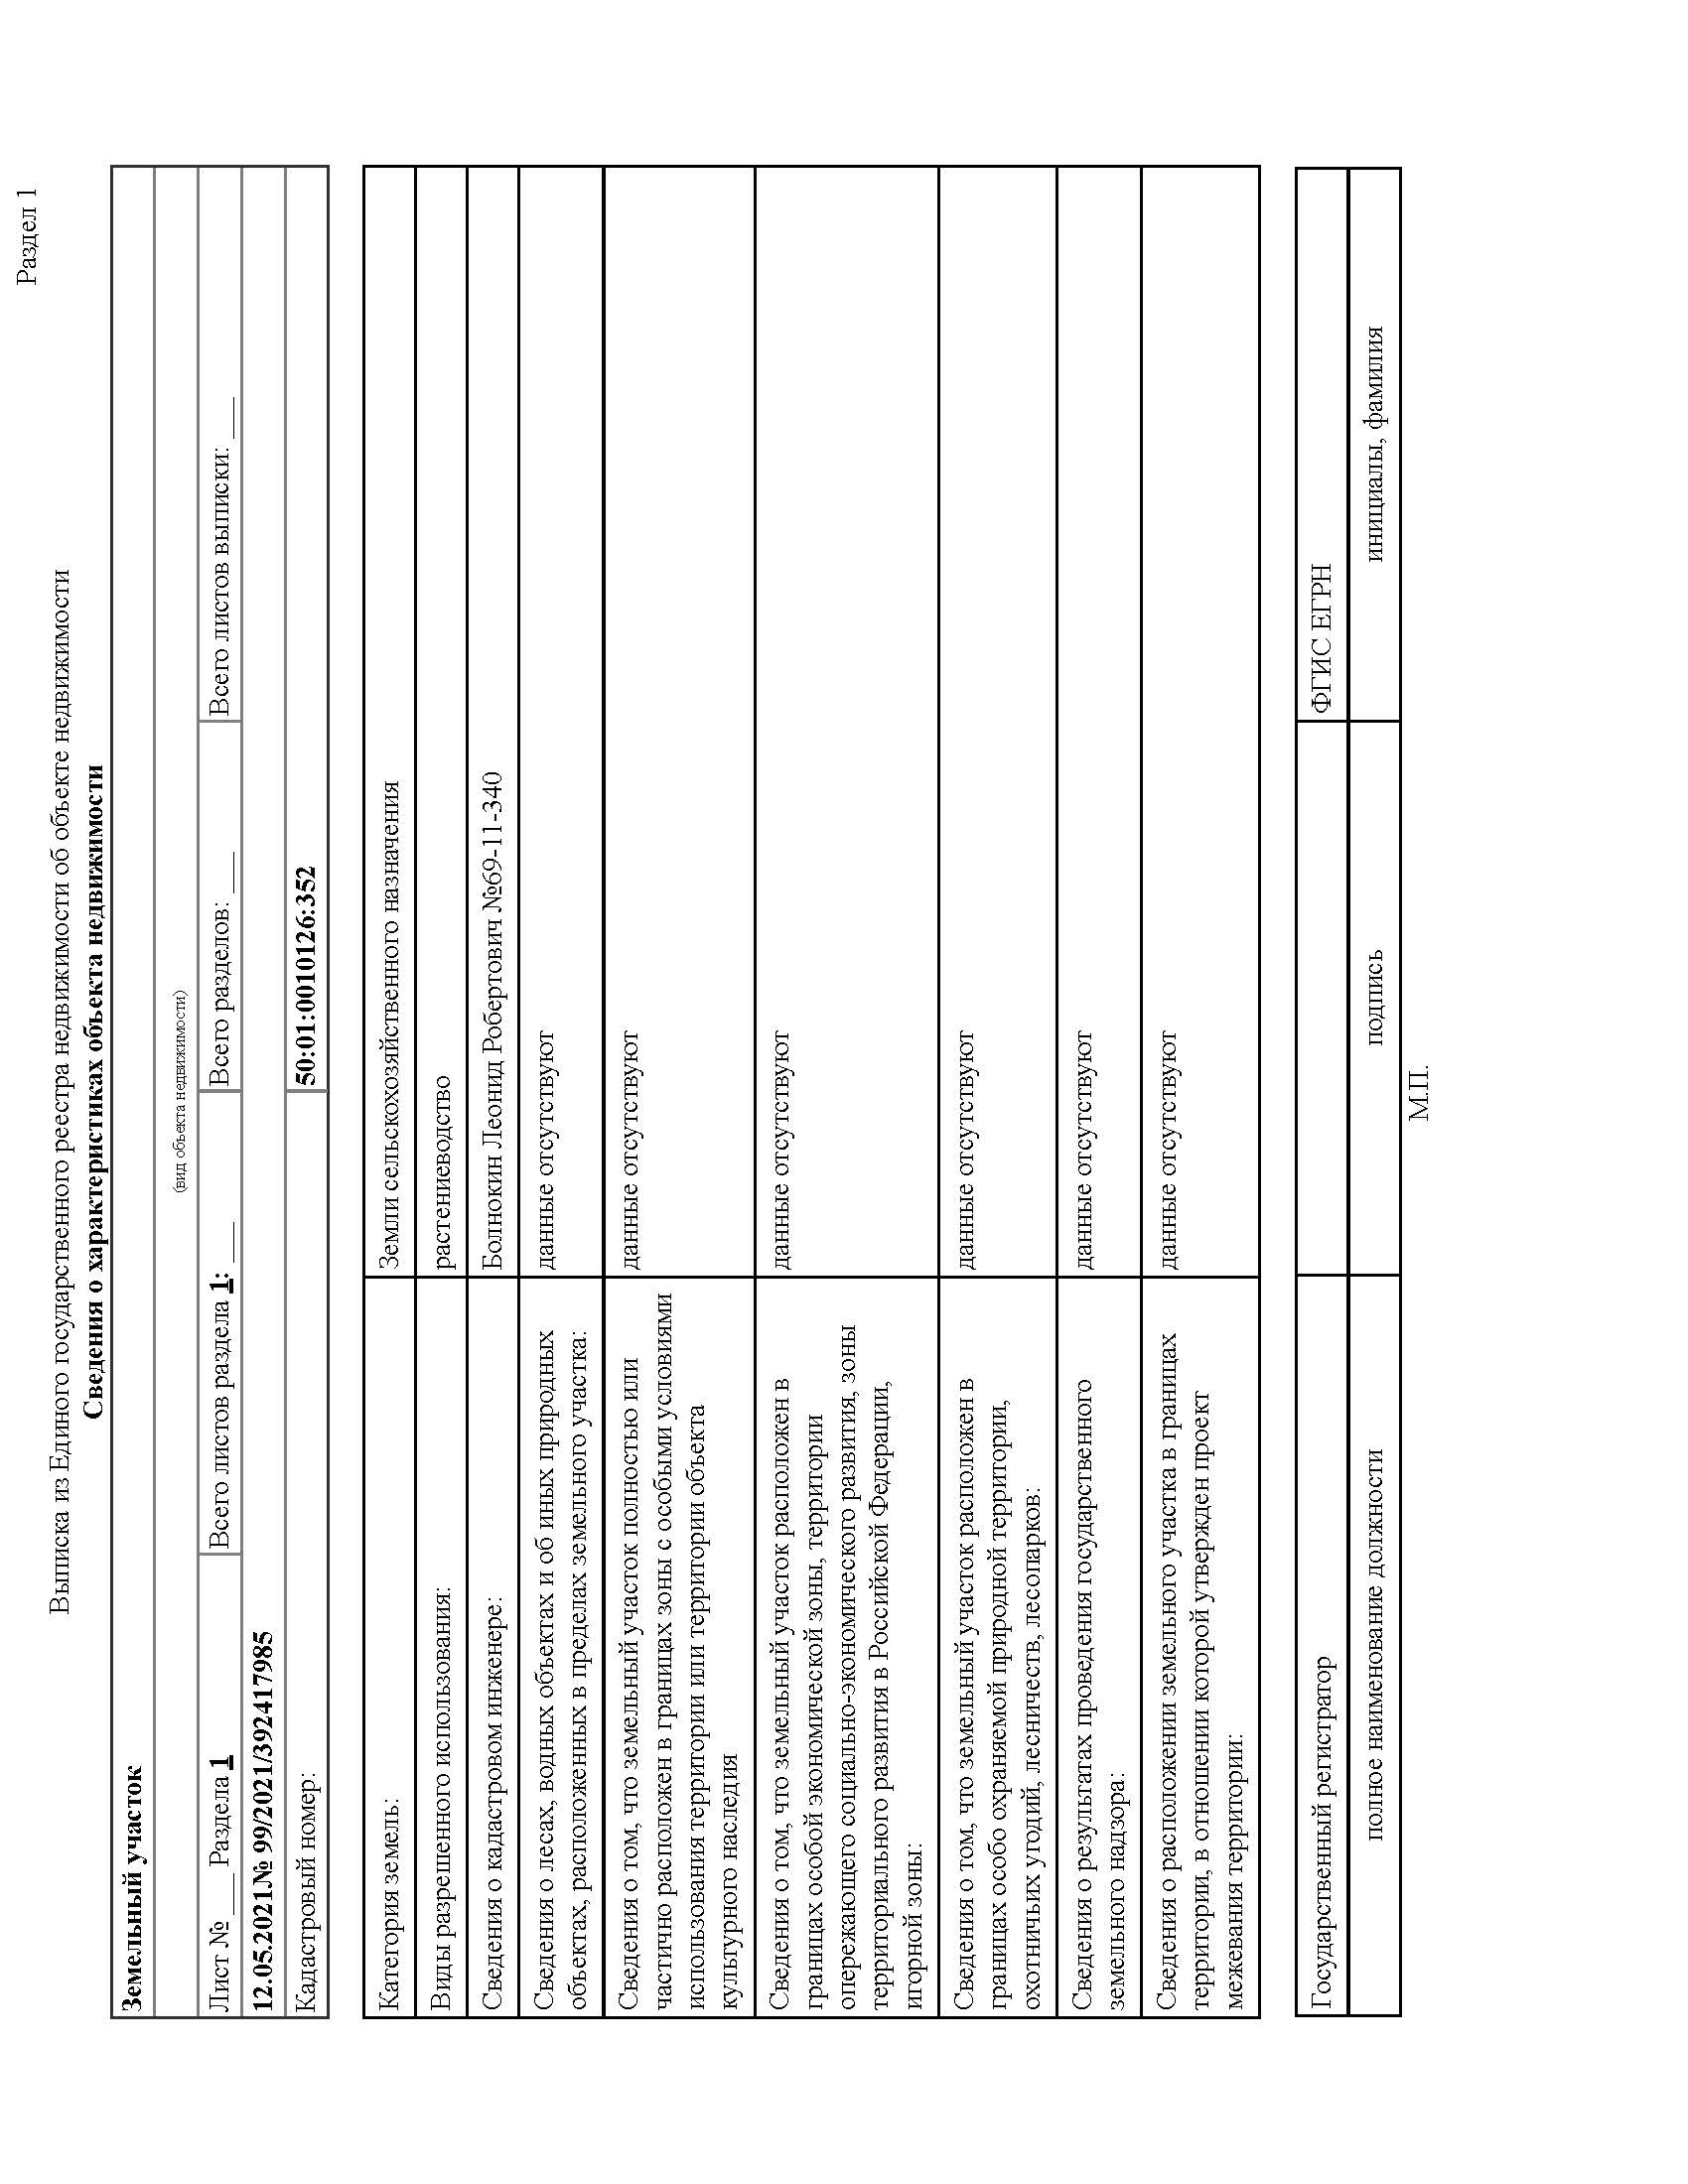 Раздел 1
Выписка из Единого государственного реестра недвижимости об объекте недвижимости
Сведения о характеристиках объекта недвижимости
Земельный участок
(вид объекта недвижимости)
Лист № ___ Раздела 1 Всего листов раздела 1: ___ Всего разделов: ___ Всего листов выписки: ___
12.05.2021№ 99/2021/392417985
Кадастровый номер: 50:01:0010126:352
Категория земель: Земли сельскохозяйственного назначения
Виды разрешенного использования: растениеводство
Сведения о кадастровом инженере: Болнокин Леонид Робертович №69-11-340
Сведения о лесах, водных объектах и об иных природных данные отсутствуют
объектах, расположенных в пределах земельного участка:
Сведения о том, что земельный участок полностью или данные отсутствуют
частично расположен в границах зоны с особыми условиями
использования территории или территории объекта
культурного наследия
Сведения о том, что земельный участок расположен в данные отсутствуют
границах особой экономической зоны, территории
опережающего социально-экономического развития, зоны
территориального развития в Российской Федерации,
игорной зоны:
Сведения о том, что земельный участок расположен в данные отсутствуют
границах особо охраняемой природной территории,
охотничьих угодий, лесничеств, лесопарков:
Сведения о результатах проведения государственного данные отсутствуют
земельного надзора:
Сведения о расположении земельного участка в границах данные отсутствуют
территории, в отношении которой утвержден проект
межевания территории:
Государственный регистратор ФГИС ЕГРН
полное наименование должности подпись инициалы, фамилия
М.П.